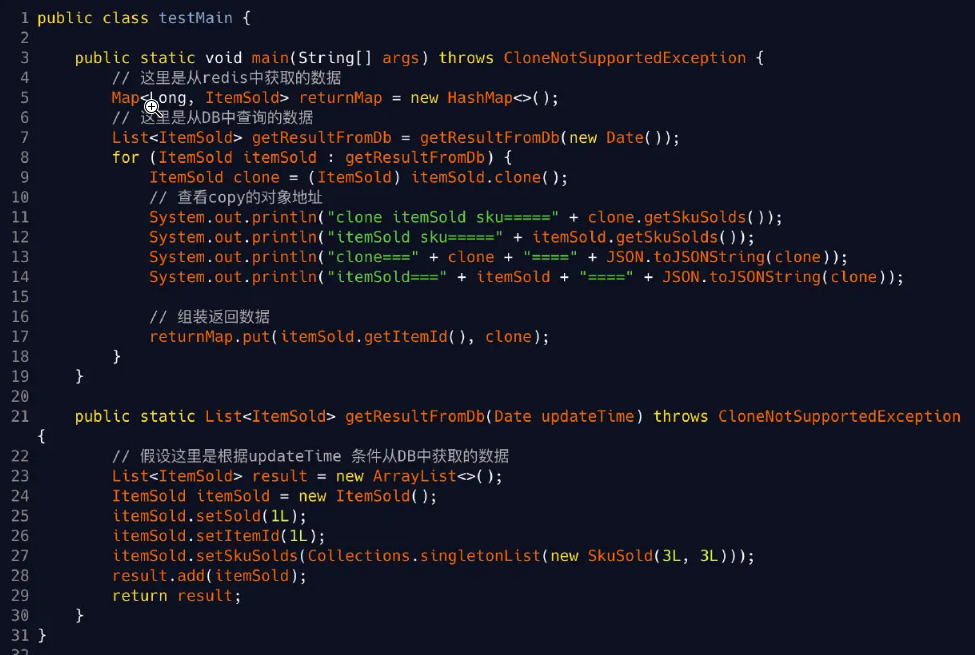 1 public class testMain {
2
3     public static void main(String[] args) throws CloneNotSupportedException {
4         // 这里是从redis中获取的数据
5         Map<Long, ItemSold> returnMap = new HashMap<>();
6         // 这里是从DB中查询的数据
7         List<ItemSold> getResultFromDb = getResultFromDb(new Date());
8         for (ItemSold itemSold : getResultFromDb) {
9             ItemSold clone = (ItemSold) itemSold.clone();
10             // 查看copy的对象地址
11             System.out.println("clone itemSold sku=====" + clone.getSkuSolds());
12             System.out.println("itemSold sku=====" + itemSold.getSkuSolds());
13             System.out.println("clone===" + clone + "====" + JSON.toJSONString(clone));
14             System.out.println("itemSold===" + itemSold + "====" + JSON.toJSONString(clone));
15
16             // 组装返回数据
17             returnMap.put(itemSold.getItemId(), clone);
18         }
19     }
20
21     public static List<ItemSold> getResultFromDb(Date updateTime) throws CloneNotSupportedException
{
22         // 假设这里是根据updateTime 条件从DB中获取的数据
23         List<ItemSold> result = new ArrayList<>();
24         ItemSold itemSold = new ItemSold();
25         itemSold.setSold(1L);
26         itemSold.setItemId(1L);
27         itemSold.setSkuSolds(Collections.singletonList(new SkuSold(3L, 3L)));
28         result.add(itemSold);
29         return result;
30     }
31 }
32